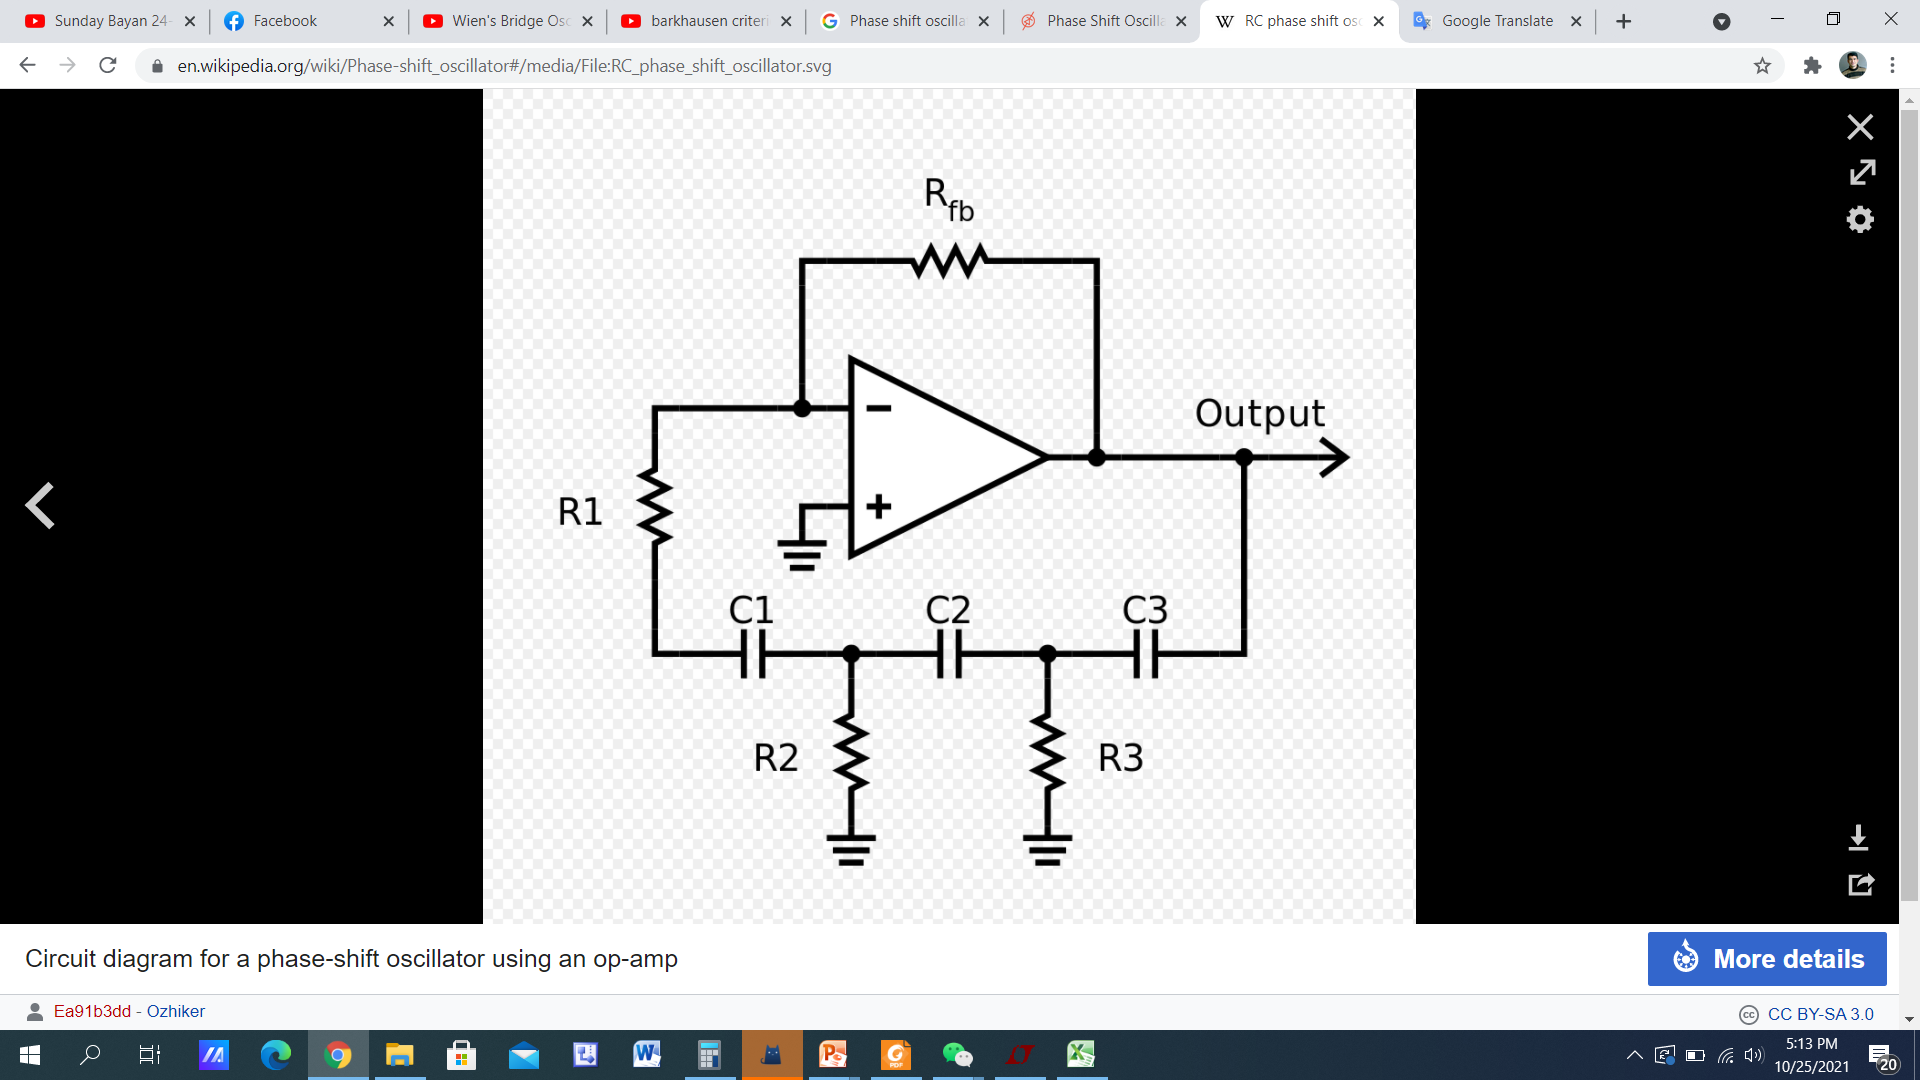 Sunday Bayan 24-
Facebook
Wien's Bridge Osc
barkhausen criteri
Phase shift oscilla
Phase Shift Oscilla
W RC phase shift osc
Google Translate
en.wikipedia.org/wiki/Phase-shift_oscillator#/media/File:RC_phase_shift_oscillator.svg
Rfb
Output
R1
C1
C2
C3
R2
R3
Circuit diagram for a phase-shift oscillator using an op-amp
More details
Ea91b3dd - Ozhiker
cc CC BY-SA 3.0
5:13 PM
10/25/2021
20